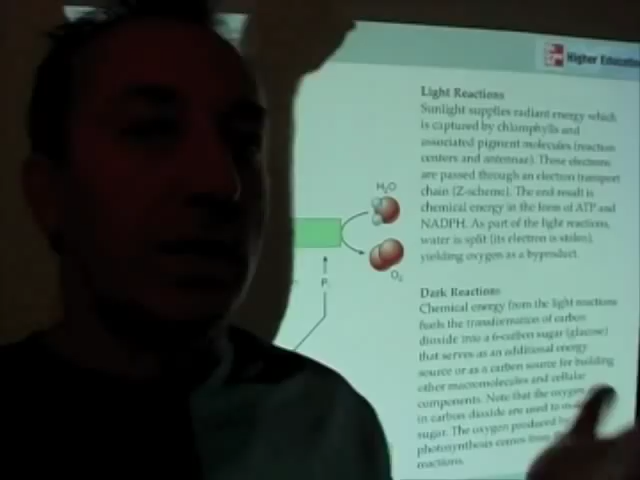 Higher Education
Light Reactions
Sunlight supplies radiant energy which
is captured by chlorophylls and
associated pigment molecules (reaction
centers and antennae). These electrons
are passed through an electron transport
chain (Z-scheme). The end result is
chemical energy in the form of ATP and
NADPH. As part of the light reactions,
water is split (its electron is stolen),
yielding oxygen as a byproduct.
H₂O
O₂
P
Dark Reactions
Chemical energy from the light reactions
fuels the transformation of carbon
dioxide into a 6-carbon sugar (glucose)
that serves as an additional energy
source or as a carbon source for building
other macromolecules and cellular
components. Note that the oxygen
in carbon dioxide are used to
sugar. The oxygen produced by
photosynthesis comes from
reactions.